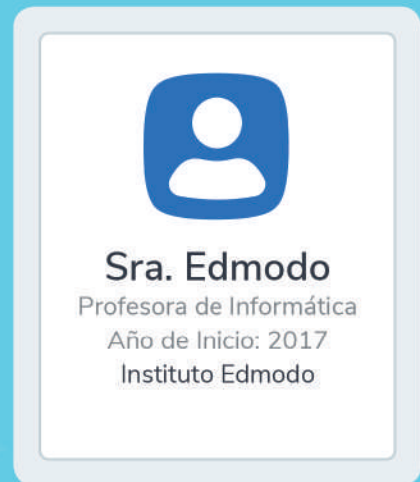 Sra. Edmodo
Profesora de Informática
Año de Inicio: 2017
Instituto Edmodo